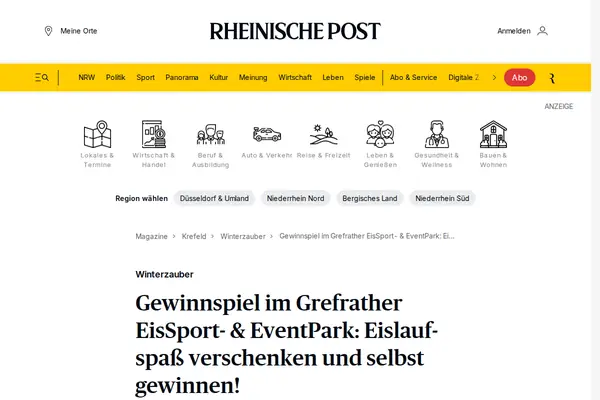 Meine Orte
RHEINISCHE POST
Anmelden
NRW Politik Sport Panorama Kultur Meinung Wirtschaft Leben Spiele Abo & Service Digitale Z Abo
ANZEIGE
Lokales & Termine
Wirtschaft & Handel
Beruf & Ausbildung
Auto & Verkehr
Reise & Freizeit
Leben & Genießen
Gesundheit & Wellness
Bauen & Wohnen
Region wählen Düsseldorf & Umland Niederrhein Nord Bergisches Land Niederrhein Süd
Magazine > Krefeld > Winterzauber > Gewinnspiel im Grefrather EisSport- & EventPark: Ei...
Winterzauber
Gewinnspiel im Grefrather
EisSport- & EventPark: Eislauf-
spaß verschenken und selbst
gewinnen!